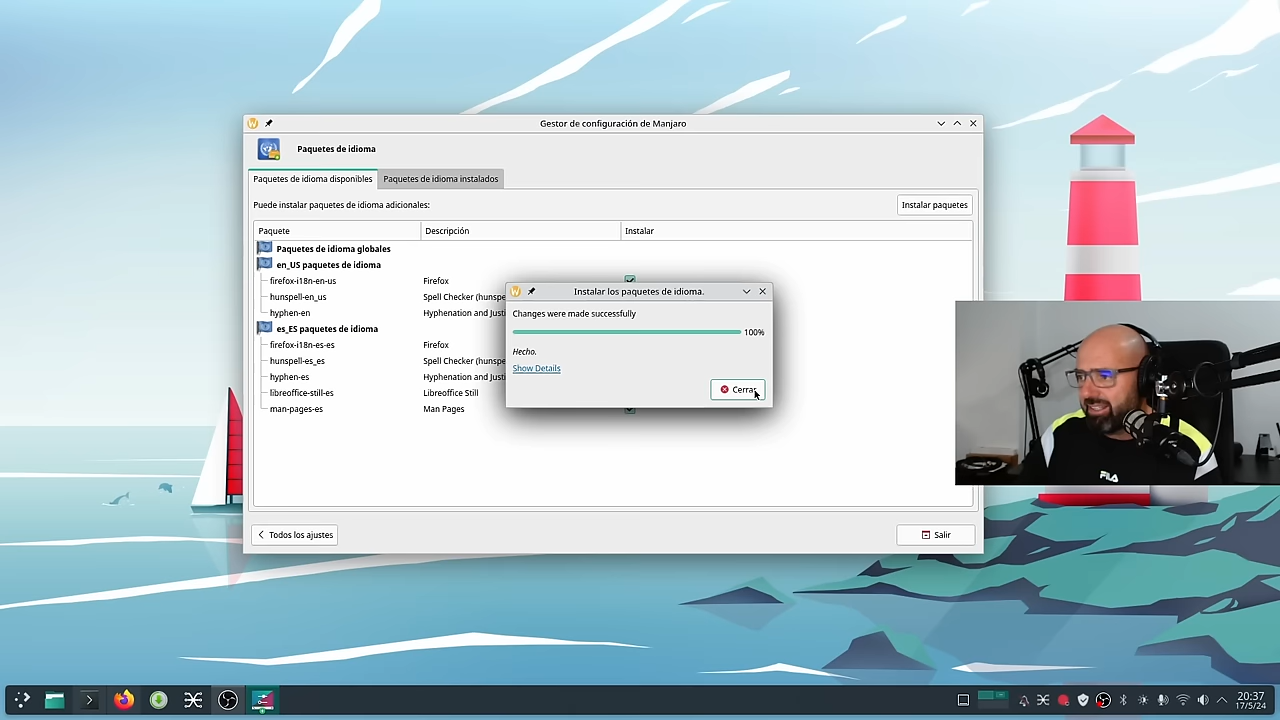 Gestor de configuración de Manjaro
Paquetes de idioma
Paquetes de idioma disponibles
Paquetes de idioma instalados
Puede instalar paquetes de idioma adicionales:
Instalar paquetes
Paquete Descripción Instalar
Paquetes de idioma globales
en_US paquetes de idioma
firefox-i18n-en-us Firefox
hunspell-en_us Spell Checker (hunspe
hyphen-en Hyphenation and Justi
es_ES paquetes de idioma
firefox-i18n-es-es Firefox
hunspell-es_es Spell Checker (hunspe
hyphen-es Hyphenation and Justi
libreoffice-still-es Libreoffice Still
man-pages-es Man Pages
Instalar los paquetes de idioma.
Changes were made successfully
100%
Hecho.
Show Details
Cerrar
Todos los ajustes
Salir
FILA
20:37
17/5/24